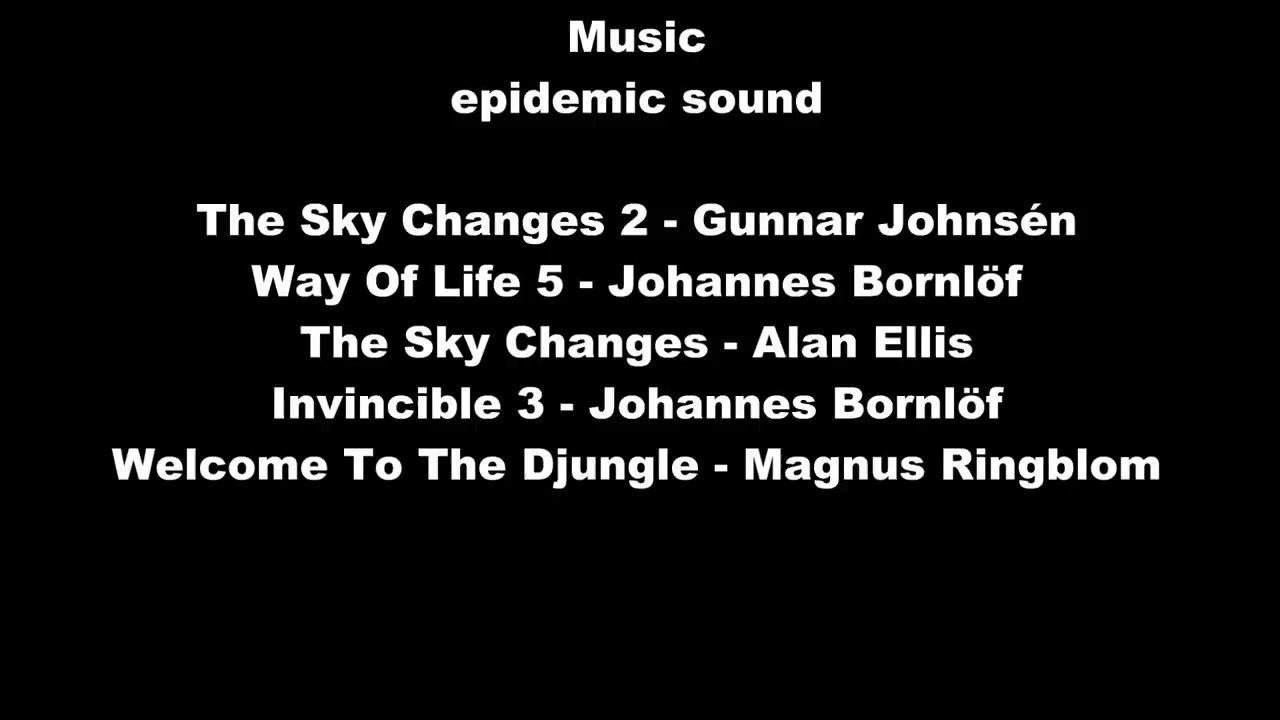 Music
epidemic sound
The Sky Changes 2 - Gunnar Johnsén
Way Of Life 5 - Johannes Bornlöf
The Sky Changes - Alan Ellis
Invincible 3 - Johannes Bornlöf
Welcome To The Djungle - Magnus Ringblom